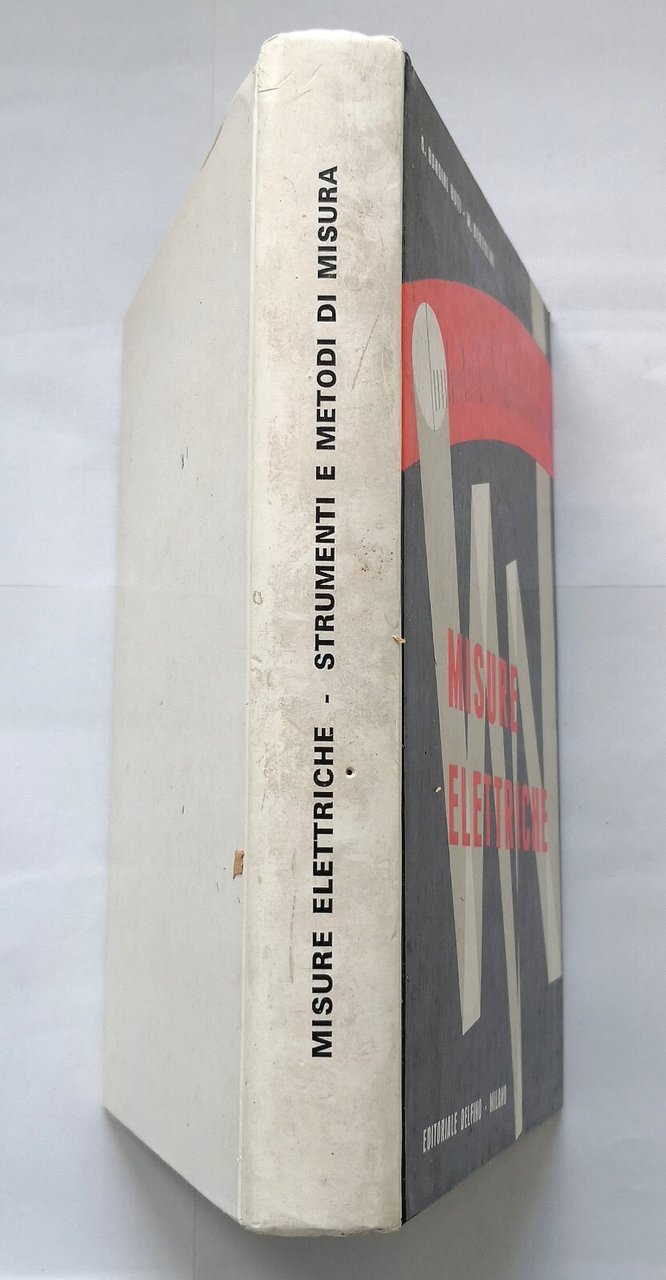 MISURE ELETTRICHE - STRUMENTI E METODI DI MISURA
MISURE
ELETTRICHE
EDITORIALE DELFINO - MILANO